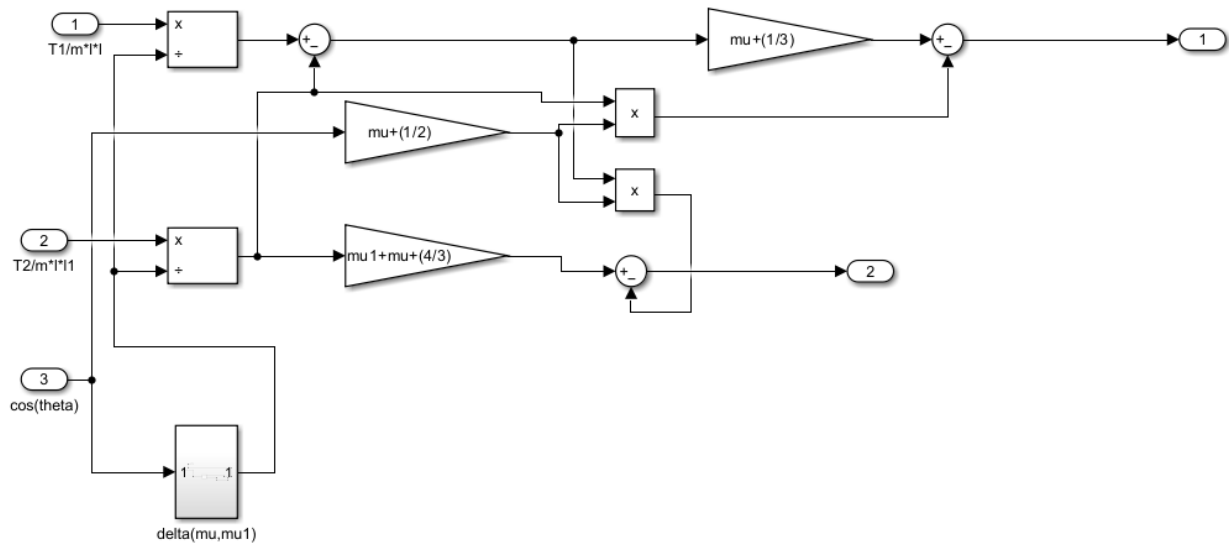 1
T1/m*l*l
x
÷
+
−
mu+(1/3)
+
−
1
mu+(1/2)
x
x
2
T2/m*l*l1
x
÷
mu1+mu+(4/3)
+
−
2
3
cos(theta)
1
1
delta(mu,mu1)